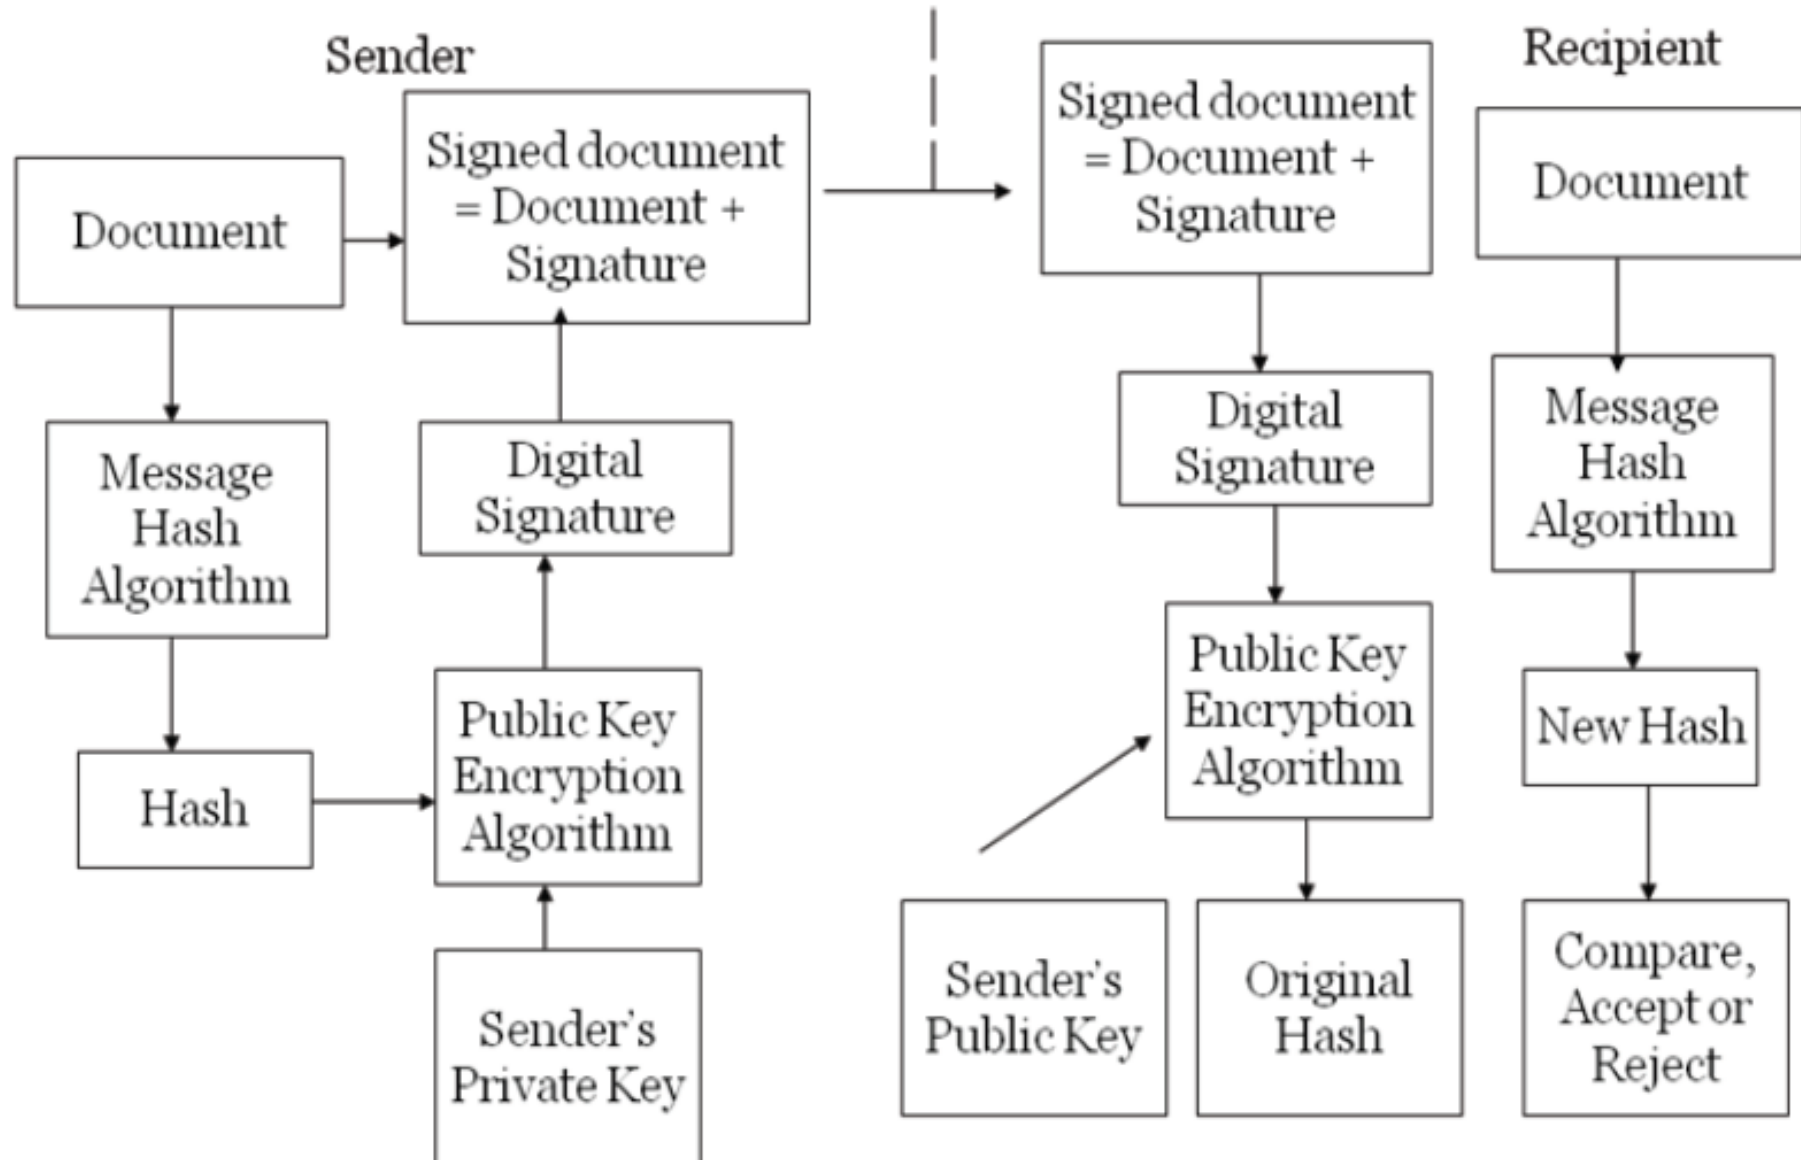 Sender
Document
Signed document
= Document +
Signature
Message
Hash
Algorithm
Digital
Signature
Hash
Public Key
Encryption
Algorithm
Sender's
Private Key
Recipient
Signed document
= Document +
Signature
Document
Digital
Signature
Message
Hash
Algorithm
Public Key
Encryption
Algorithm
New Hash
Sender's
Public Key
Original
Hash
Compare,
Accept or
Reject